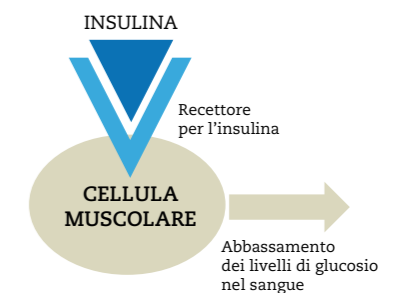 INSULINA
Recettore
per l'insulina
CELLULA
MUSCOLARE
Abbassamento
dei livelli di glucosio
nel sangue